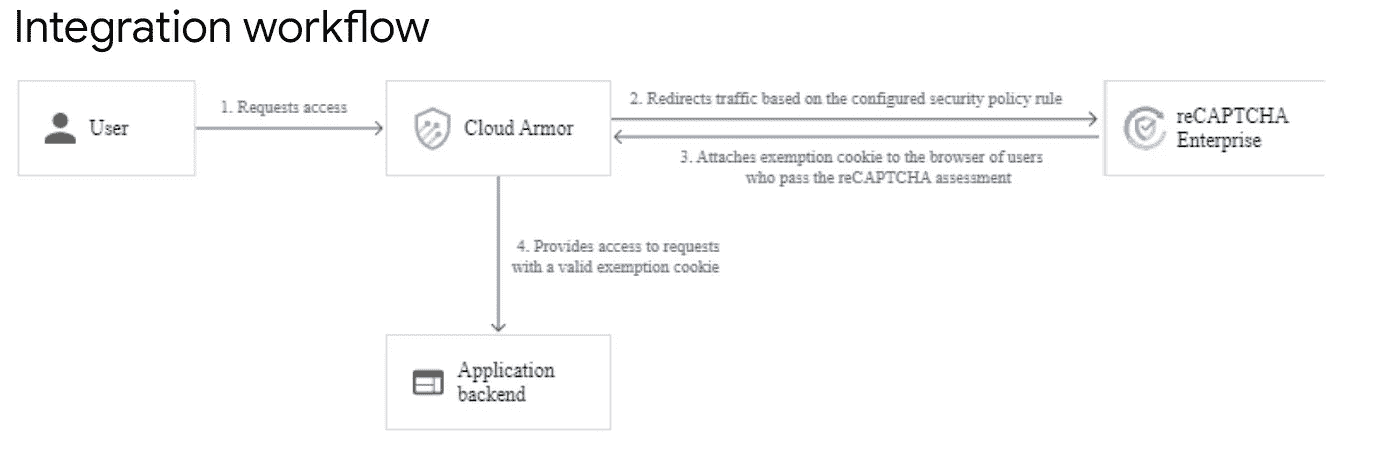 Integration workflow
1. Requests access
2. Redirects traffic based on the configured security policy rule
User
Cloud Armor
reCAPTCHA
Enterprise
3. Attaches exemption cookie to the browser of users
who pass the reCAPTCHA assessment
4. Provides access to requests
with a valid exemption cookie
Application
backend